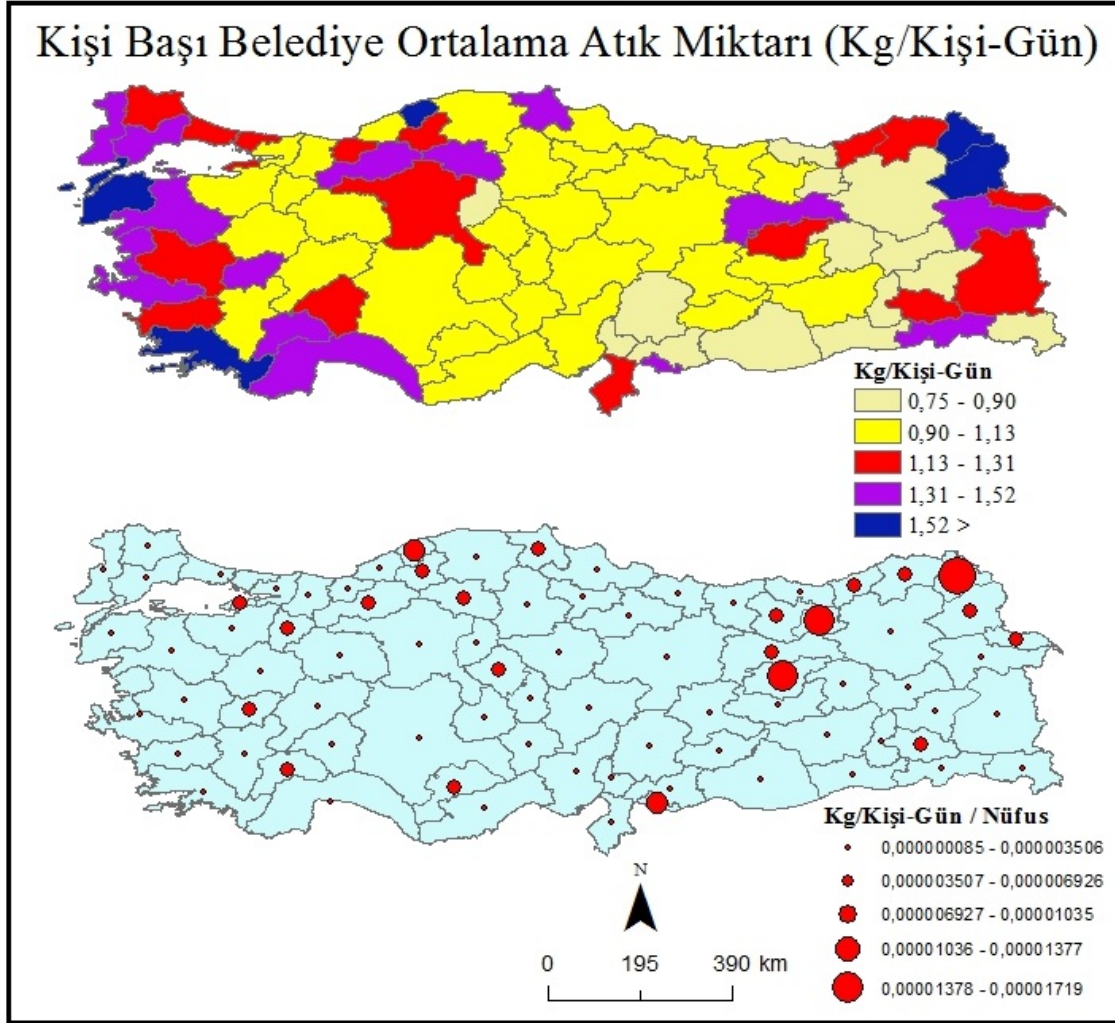 Kişi Başı Belediye Ortalama Atık Miktarı (Kg/Kişi-Gün)
Kg/Kişi-Gün
0,75 - 0,90
0,90 - 1,13
1,13 - 1,31
1,31 - 1,52
1,52 >
Kg/Kişi-Gün / Nüfus
0,000000085 - 0,000003506
0,000003507 - 0,000006926
0,000006927 - 0,00001035
0,00001036 - 0,00001377
0,00001378 - 0,00001719
N
0 195 390 km